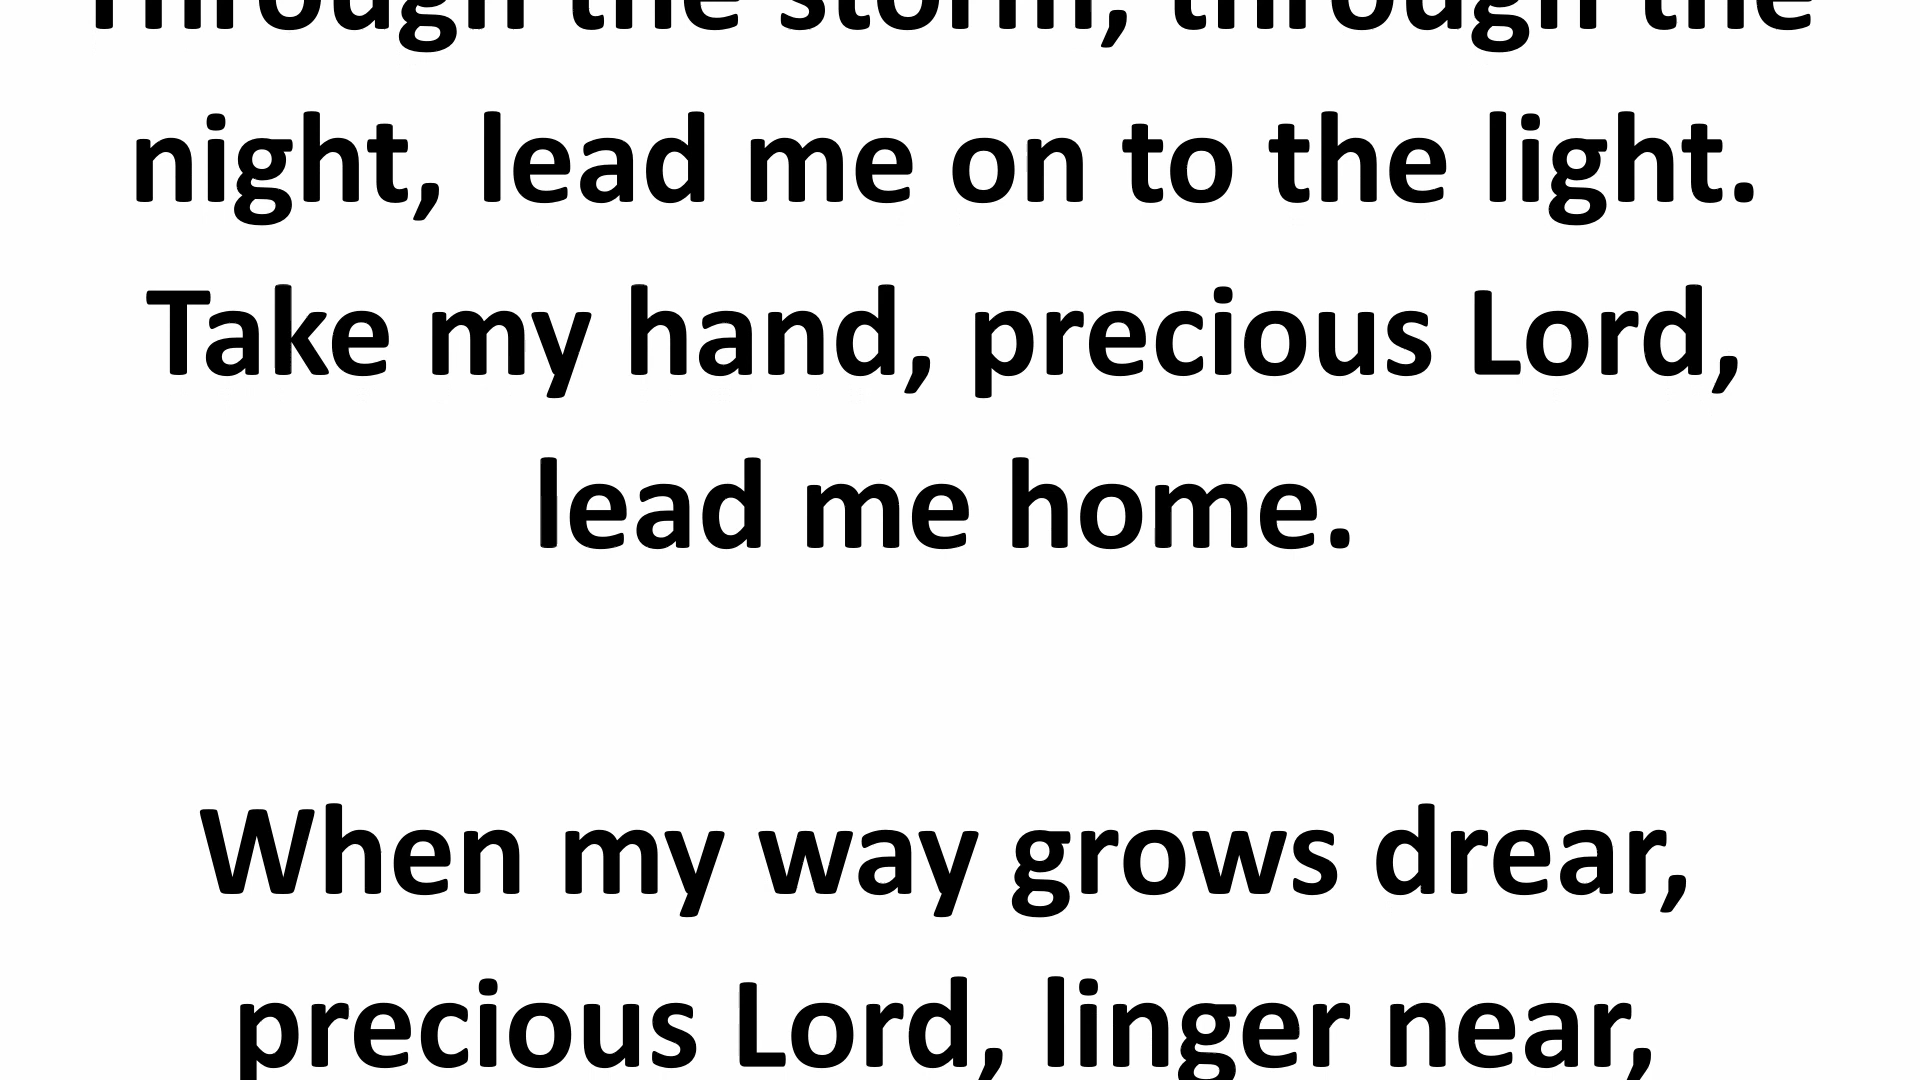 Through the storm, through the
night, lead me on to the light.
Take my hand, precious Lord,
lead me home.
When my way grows drear,
precious Lord, linger near,